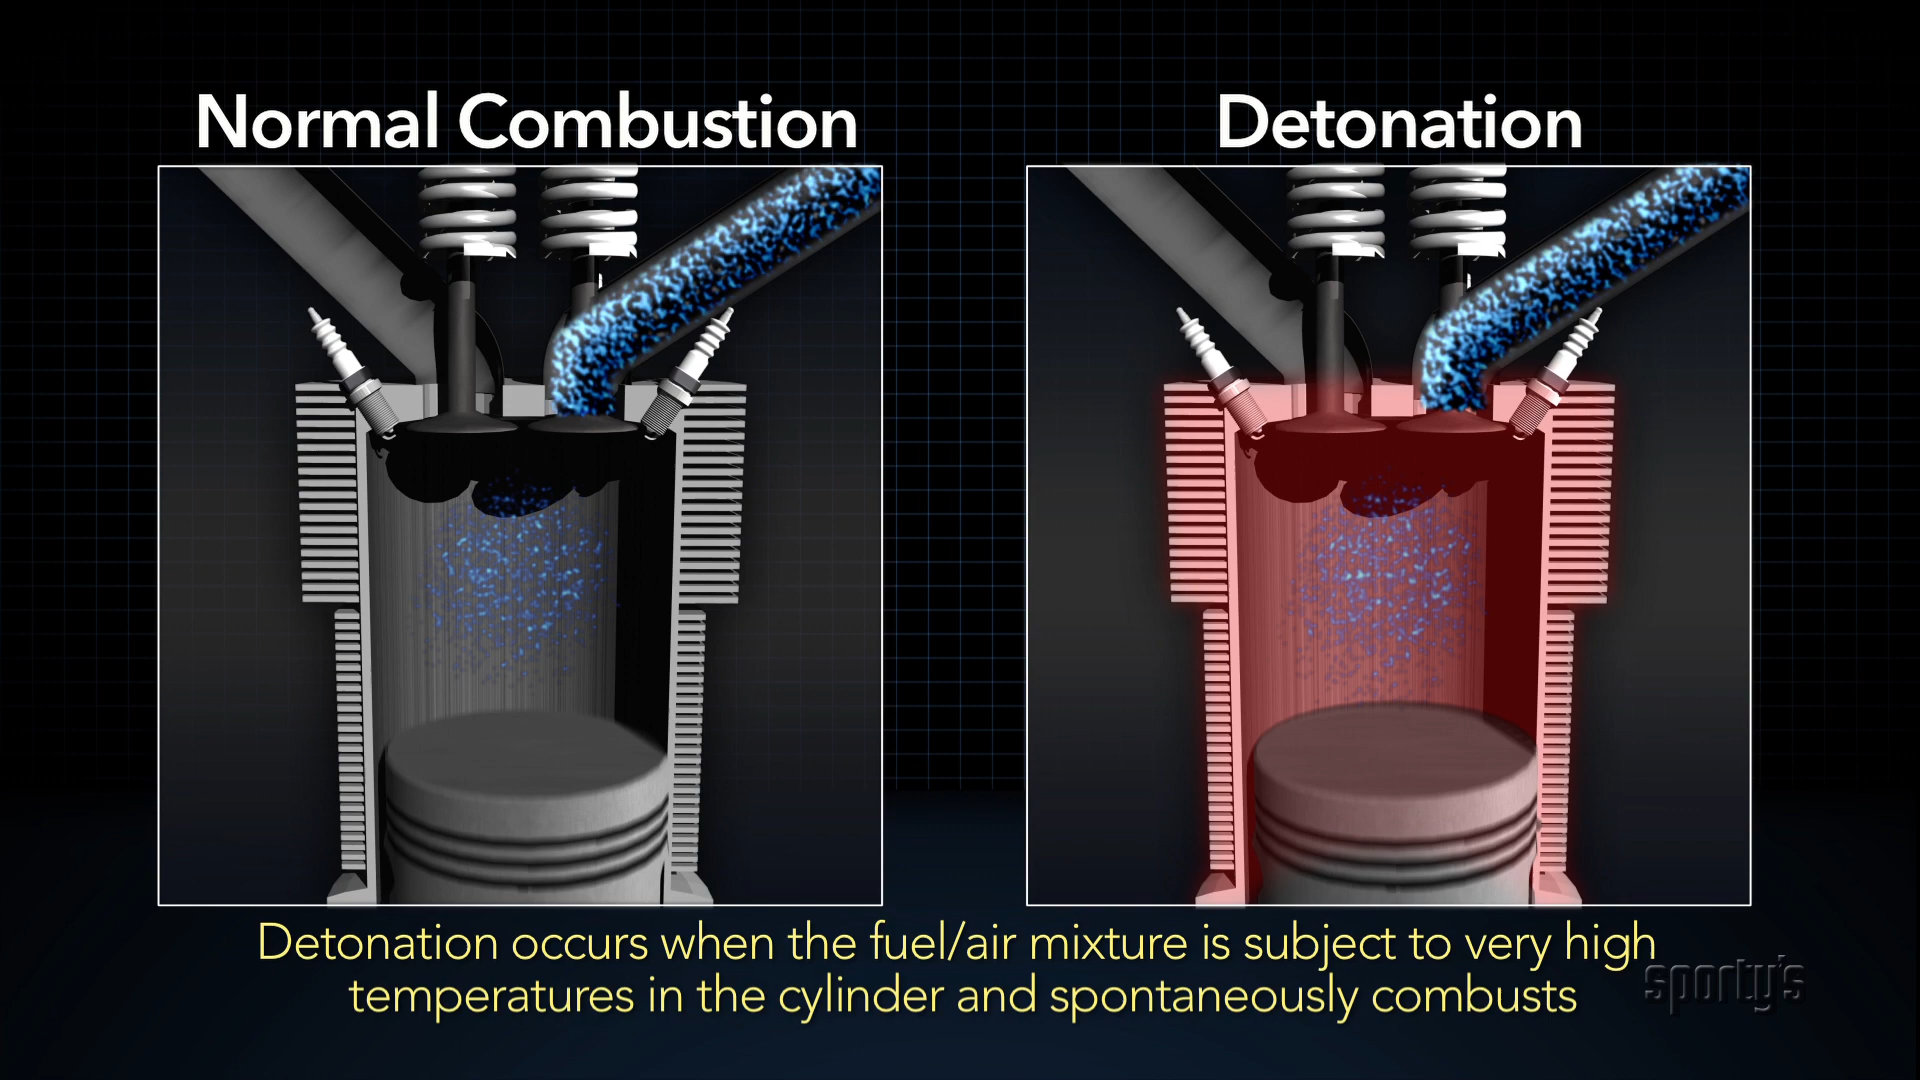 Normal Combustion
Detonation
Detonation occurs when the fuel/air mixture is subject to very high
temperatures in the cylinder and spontaneously combusts
sporty's